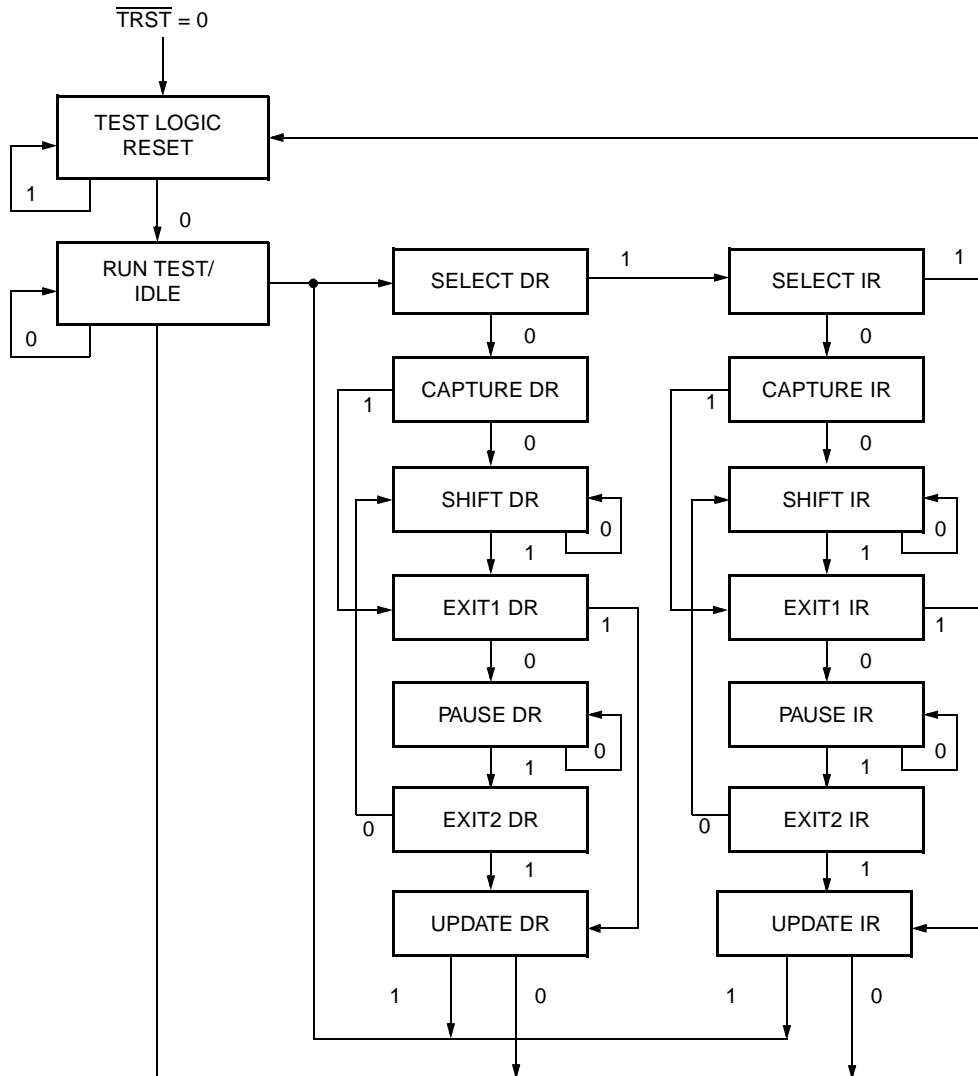 TRST = 0
TEST LOGIC
RESET
1
0
RUN TEST/
IDLE
0
SELECT DR
1
SELECT IR
1
0
0
CAPTURE DR
1
CAPTURE IR
1
0
0
SHIFT DR
0
SHIFT IR
0
1
1
EXIT1 DR
1
EXIT1 IR
1
0
0
PAUSE DR
0
PAUSE IR
0
1
1
EXIT2 DR
0
EXIT2 IR
0
1
1
UPDATE DR
UPDATE IR
1
0
1
0